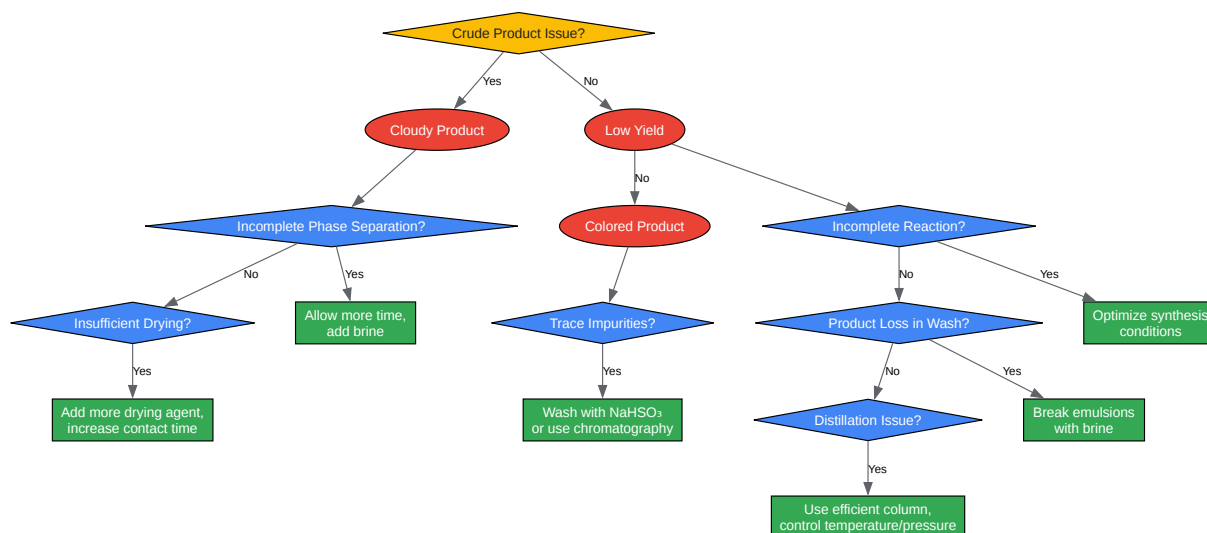 Crude Product Issue?
Yes
No
Cloudy Product
Low Yield
No
Incomplete Phase Separation?
Colored Product
Incomplete Reaction?
No
Yes
No
Yes
Insufficient Drying?
Allow more time,
add brine
Trace Impurities?
Product Loss in Wash?
Optimize synthesis
conditions
Yes
Yes
No
Yes
Add more drying agent,
increase contact time
Wash with NaHSO₃
or use chromatography
Distillation Issue?
Break emulsions
with brine
Yes
Use efficient column,
control temperature/pressure